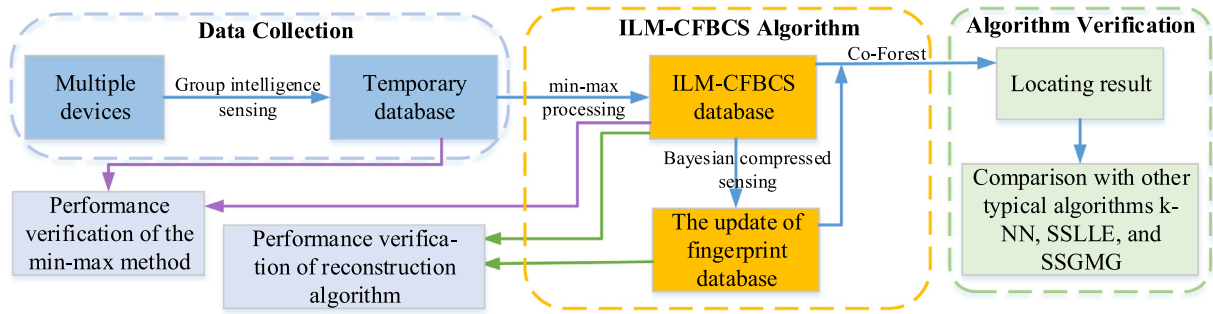 Data Collection
Multiple
devices
Group intelligence
sensing
Temporary
database
Performance
verification of the
min-max method
Performance verifica-
tion of reconstruction
algorithm
ILM-CFBCS Algorithm
min-max
processing
ILM-CFBCS
database
Bayesian compressed
sensing
The update of
fingerprint
database
Co-Forest
Algorithm Verification
Locating result
Comparison with other
typical algorithms k-
NN, SSLLE, and
SSGMG